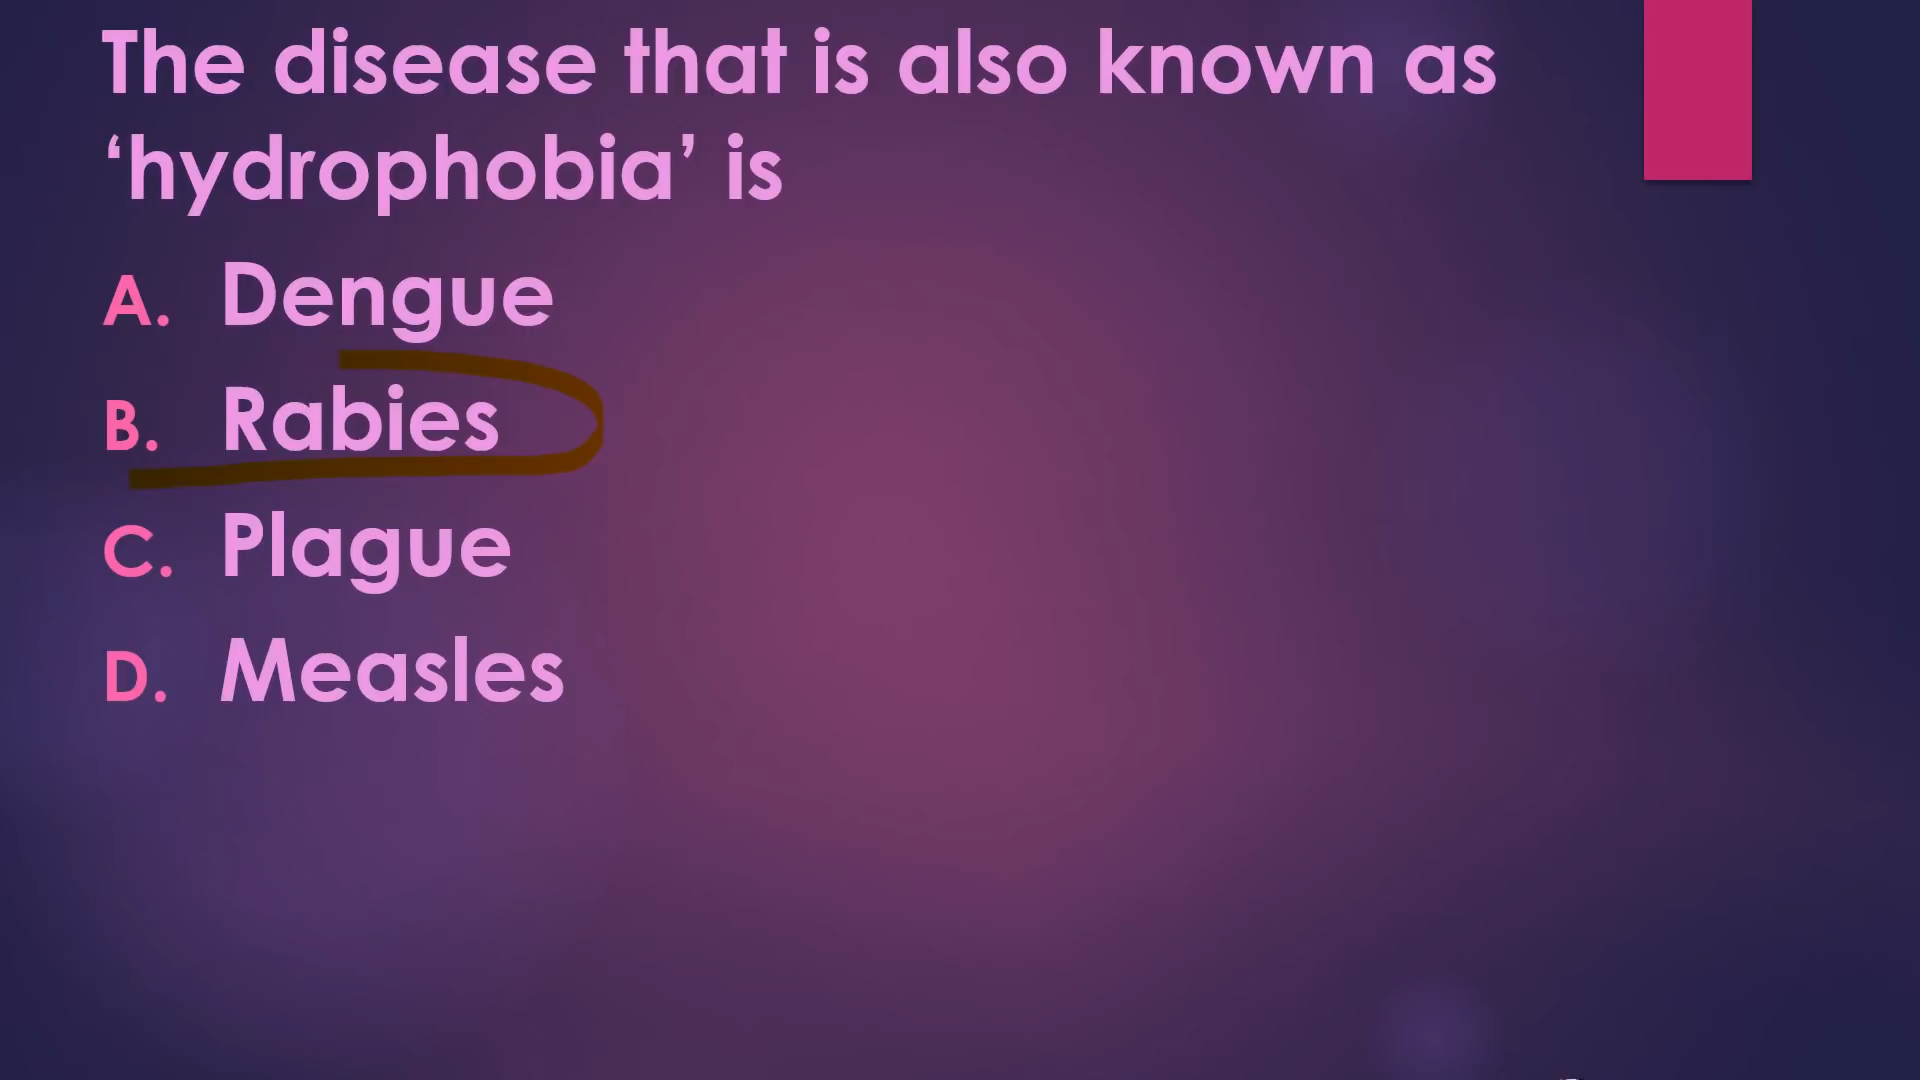 The disease that is also known as
‘hydrophobia’ is
A. Dengue
B. Rabies
C. Plague
D. Measles